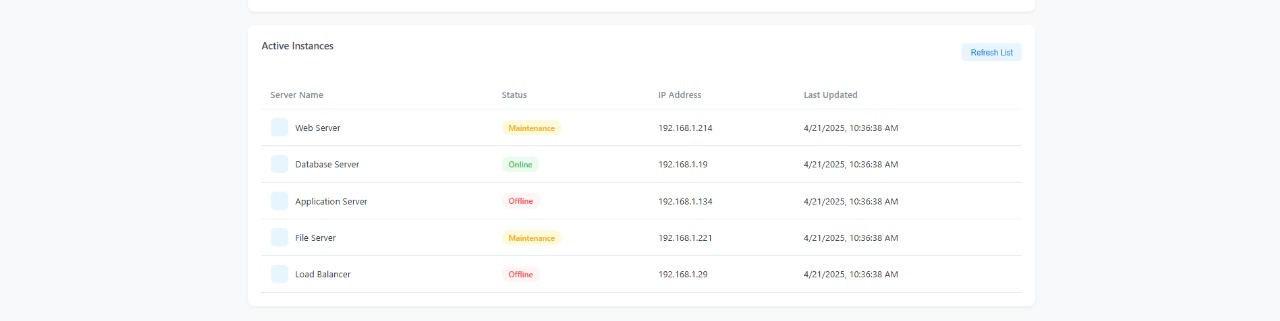 Active Instances
Refresh List
Server Name Status IP Address Last Updated
Web Server Maintenance 192.168.1.214 4/21/2025, 10:36:38 AM
Database Server Online 192.168.1.19 4/21/2025, 10:36:38 AM
Application Server Offline 192.168.1.134 4/21/2025, 10:36:38 AM
File Server Maintenance 192.168.1.221 4/21/2025, 10:36:38 AM
Load Balancer Offline 192.168.1.29 4/21/2025, 10:36:38 AM